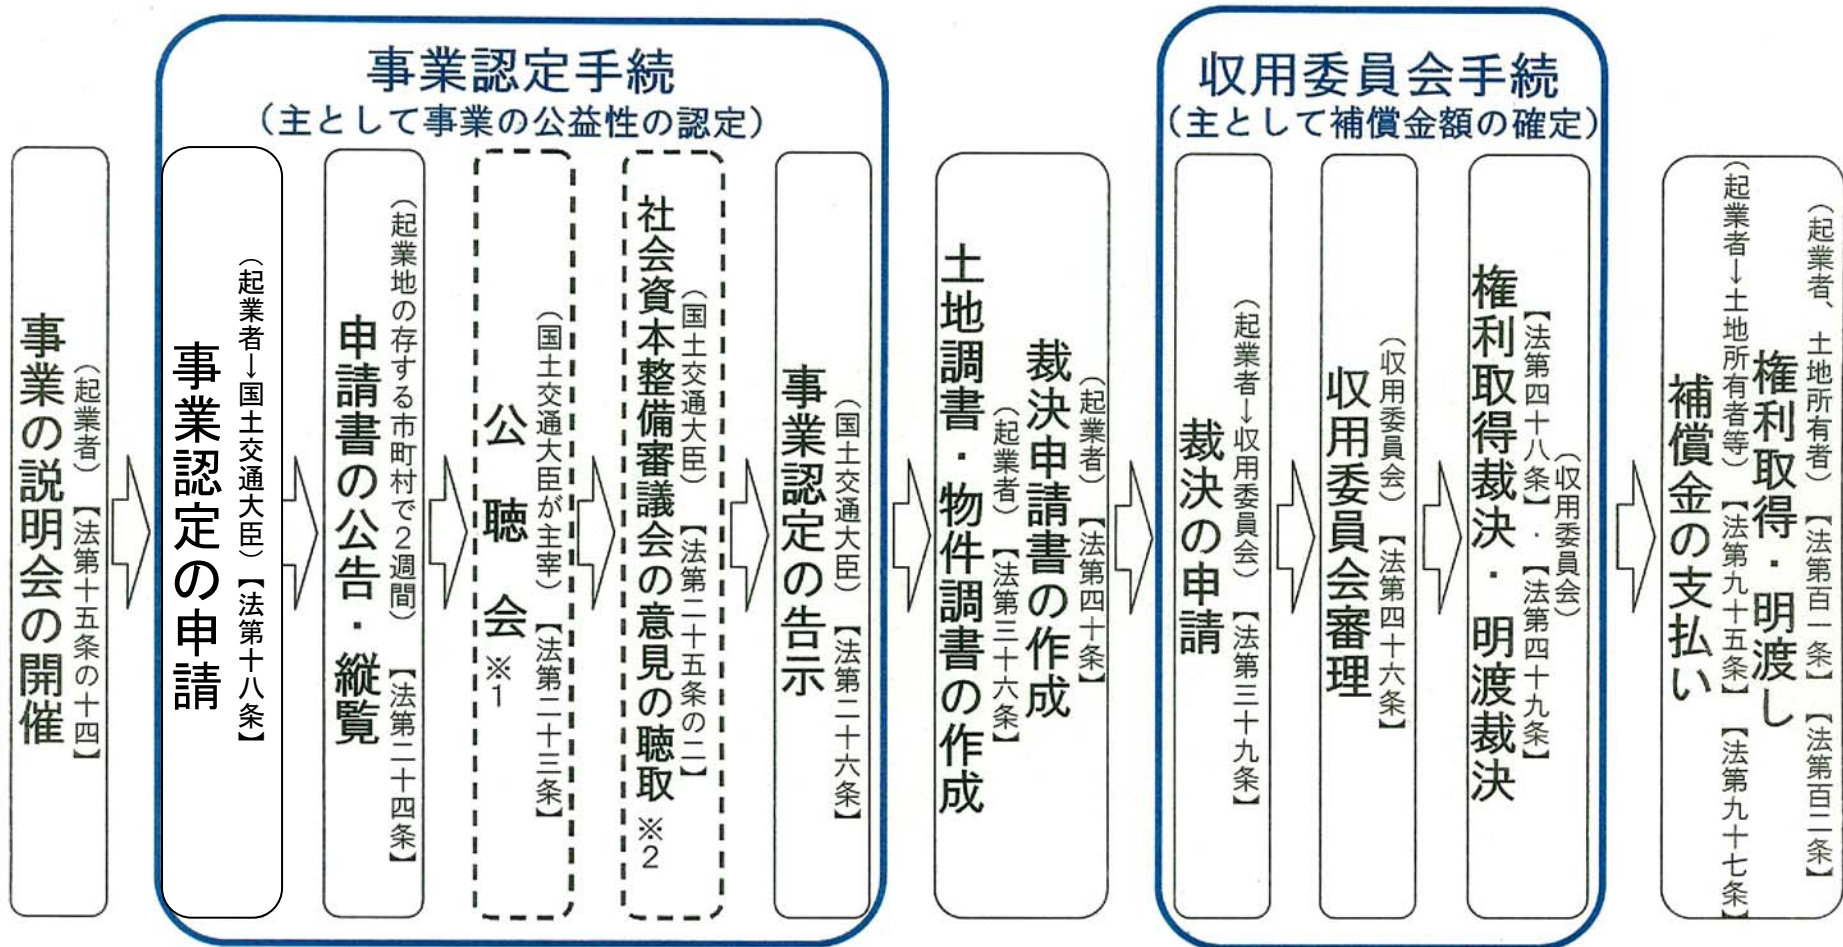 事業認定手続
（主として事業の公益性の認定）
収用委員会手続
（主として補償金額の確定）
事業の説明会の開催
（起業者）【法第十五条の十四】
事業認定の申請
（起業者→国土交通大臣）【法第十八条】
申請書の公告・縦覧
（起業地の存する市町村で2週間）【法第二十四条】
公聴会※1
（国土交通大臣が主宰）【法第二十三条】
社会資本整備審議会の意見の聴取※2
（国土交通大臣）【法第二十五条の二】
事業認定の告示
（国土交通大臣）【法第二十六条】
土地調書・物件調書の作成
（起業者）【法第三十六条】
裁決申請書の作成
（起業者）【法第四十条】
裁決の申請
（起業者→収用委員会）【法第三十九条】
収用委員会審理
（収用委員会）【法第四十六条】
権利取得裁決・明渡裁決
【法第四十八条】・【法第四十九条】
（収用委員会）
補償金の支払い
（起業者→土地所有者等）【法第九十五条】【法第九十七条】
権利取得・明渡し
（起業者、土地所有者）【法第百一条】【法第百二条】